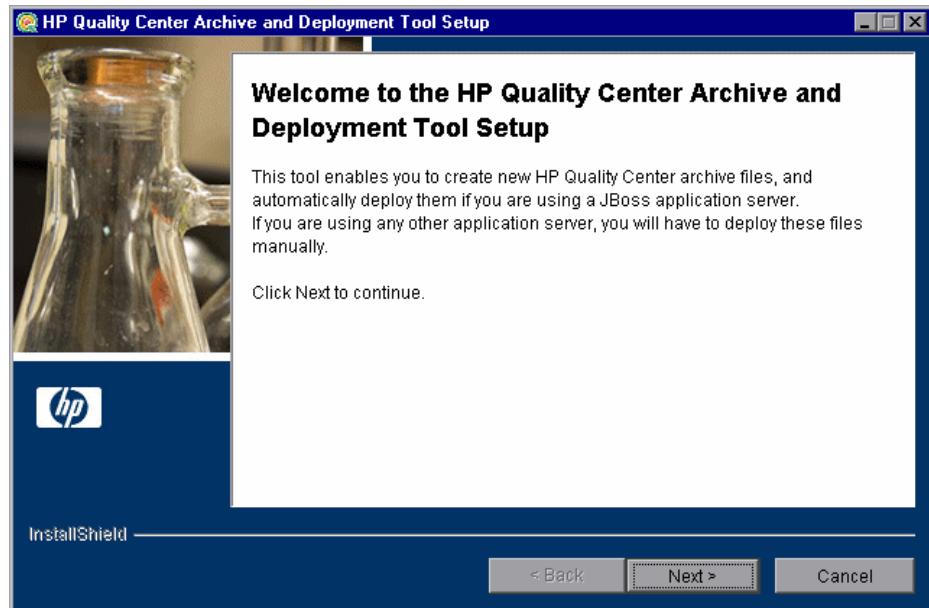 HP Quality Center Archive and Deployment Tool Setup
Welcome to the HP Quality Center Archive and
Deployment Tool Setup
This tool enables you to create new HP Quality Center archive files, and
automatically deploy them if you are using a JBoss application server.
If you are using any other application server, you will have to deploy these files
manually.
Click Next to continue.
hp
InstallShield
< Back
Next >
Cancel